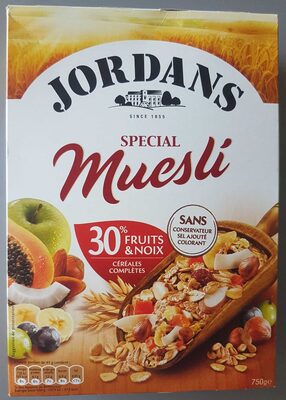 JORDANS
SINCE 1855
SPECIAL
Muesli
30%
FRUITS
& NOIX
CÉRÉALES
COMPLÈTES
SANS
CONSERVATEUR
SEL AJOUTÉ
COLORANT
750g